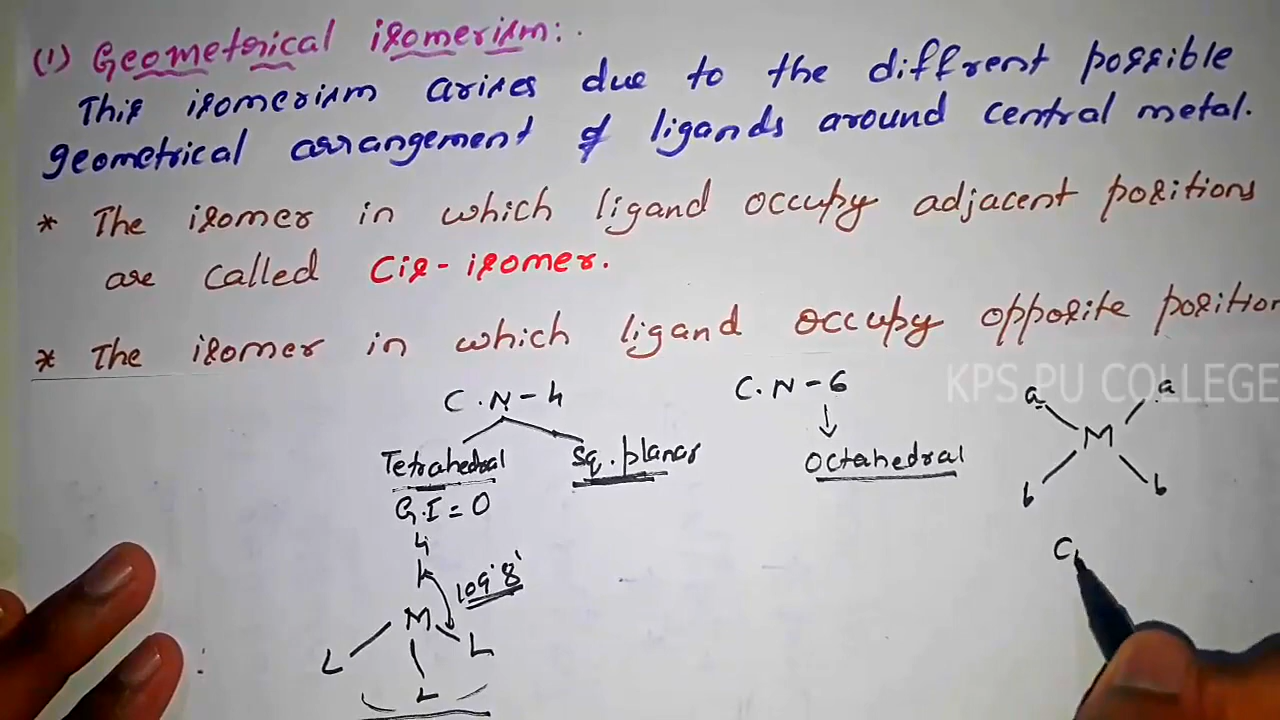 (1) Geometrical isomerism:.
This isomerism arises due to the diffrent possible
geometrical arrangement of ligands around central metal.
* The isomer in which ligand occupy adjacent positions
are called Cis-isomer.
* The isomer in which ligand occupy opposite position
KPS PU COLLEGE
C.N-4
Tetrahedral
Sq. planar
G.I=0
L
109°8'
M
L
L
L
C.N-6
Octahedral
a
a
M
b
b
C